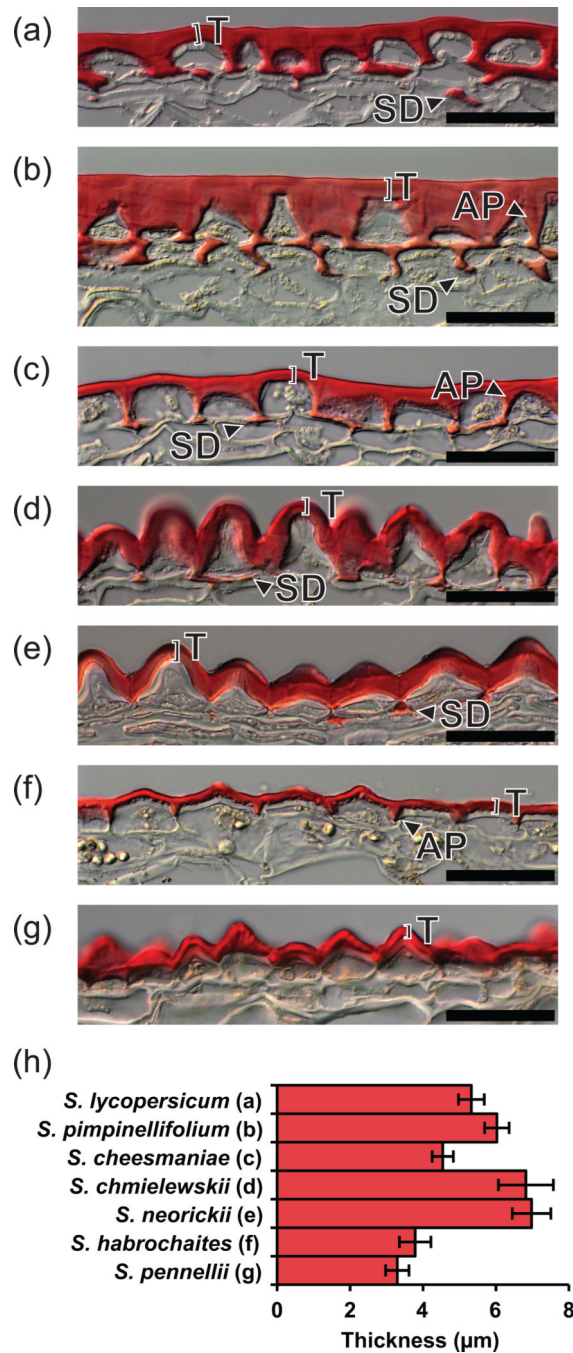 (a)
T
SD
(b)
T
AP
SD
(c)
T
AP
SD
(d)
T
SD
(e)
T
SD
(f)
T
AP
(g)
T
(h)
S. lycopersicum (a)
S. pimpinellifolium (b)
S. cheesmaniae (c)
S. chmielewskii (d)
S. neorickii (e)
S. habrochaites (f)
S. pennellii (g)
0 2 4 6 8
Thickness (µm)